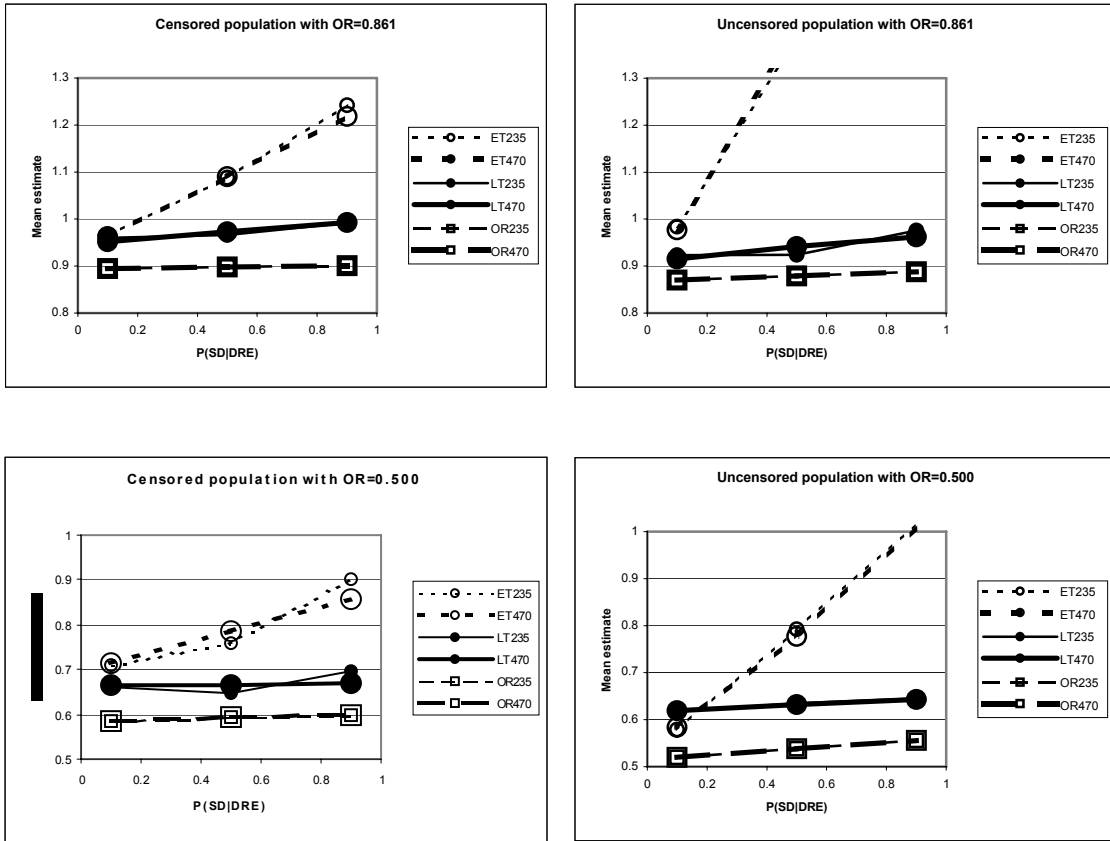 Censored population with OR=0.861
1.3
1.2
1.1
1
0.9
0.8
0 0.2 0.4 0.6 0.8 1
Mean estimate
P(SD|DRE)
ET235
ET470
LT235
LT470
OR235
OR470
Uncensored population with OR=0.861
1.3
1.2
1.1
1
0.9
0.8
0 0.2 0.4 0.6 0.8 1
Mean estimate
P(SD|DRE)
ET235
ET470
LT235
LT470
OR235
OR470
Censored population with OR=0.500
1
0.9
0.8
0.7
0.6
0.5
0 0.2 0.4 0.6 0.8 1
P(SD|DRE)
ET235
ET470
LT235
LT470
OR235
OR470
Uncensored population with OR=0.500
1
0.9
0.8
0.7
0.6
0.5
0 0.2 0.4 0.6 0.8 1
Mean estimate
P(SD|DRE)
ET235
ET470
LT235
LT470
OR235
OR470